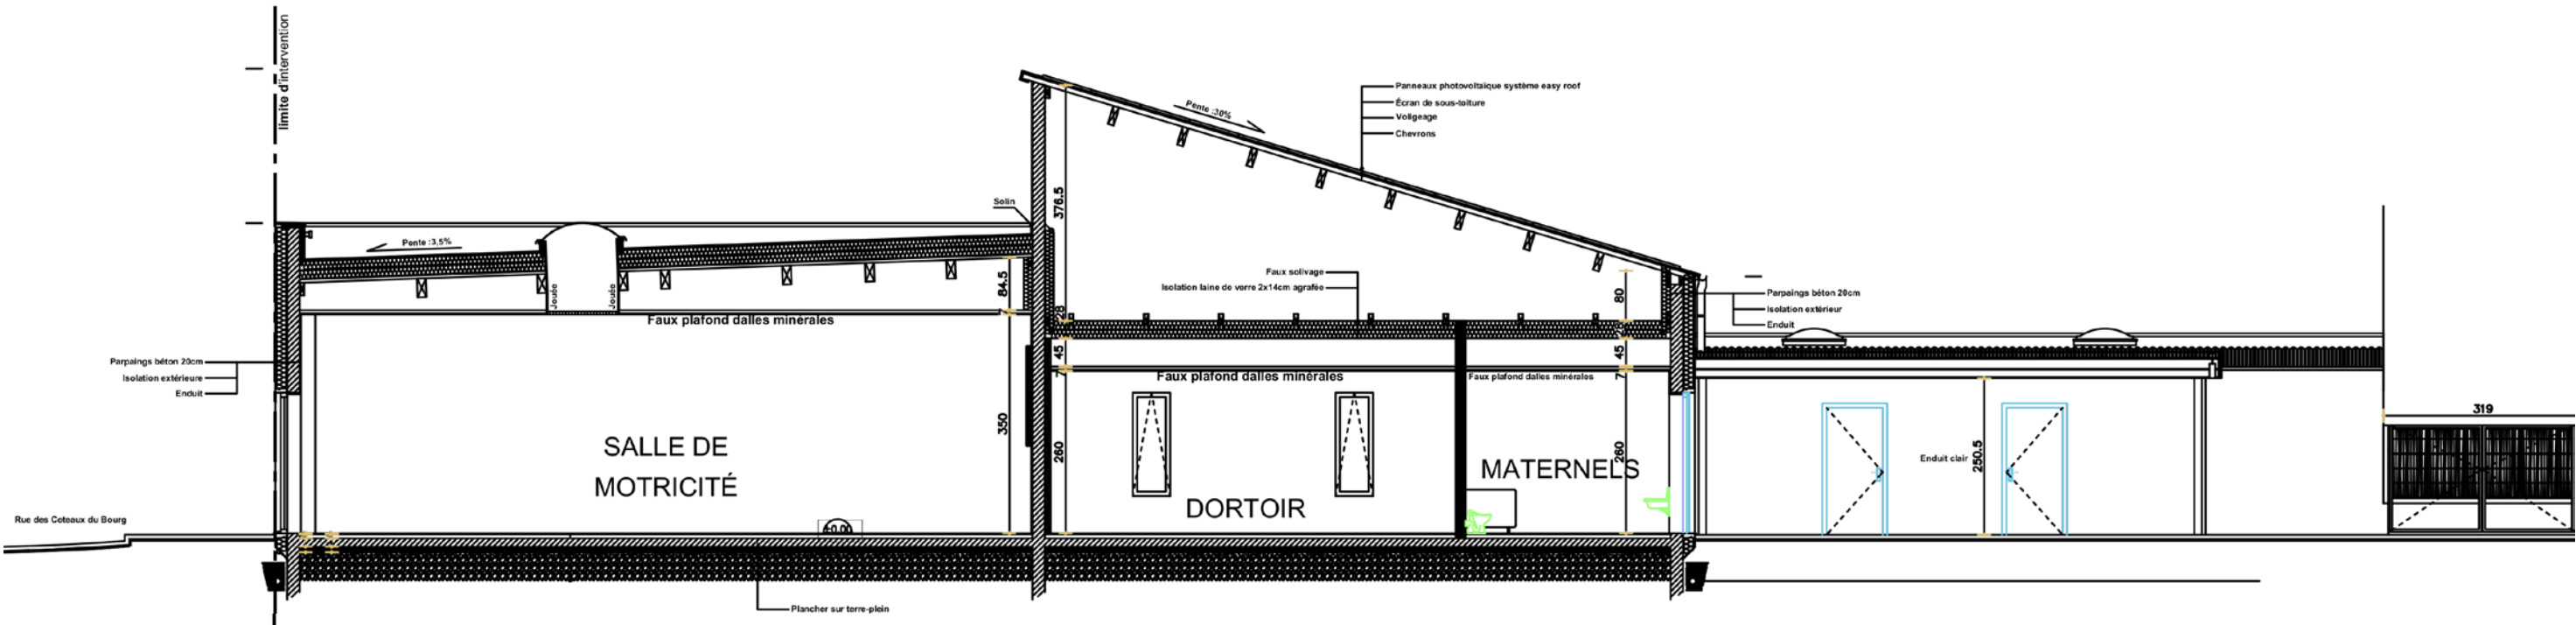 limite d'intervention
Panneaux photovoltaïque système easy roof
Écran de sous-toiture
Voligeage
Chevrons
Pente :30%
376.5
Solin
Pente :3,5%
Jouée
Jouée
84.5
Faux plafond dalles minérales
Faux solivage
Isolation laine de verre 2x14cm agrafée
80
28
28
Parpaings béton 20cm
Isolation extérieur
Enduit
45
45
7
7
Faux plafond dalles minérales
Faux plafond dalles minérales
Parpaings béton 20cm
Isolation extérieure
Enduit
350
260
260
SALLE DE
MOTRICITÉ
DORTOIR
MATERNELS
Enduit clair
250.5
319
Rue des Coteaux du Bourg
±0.00
Plancher sur terre-plein